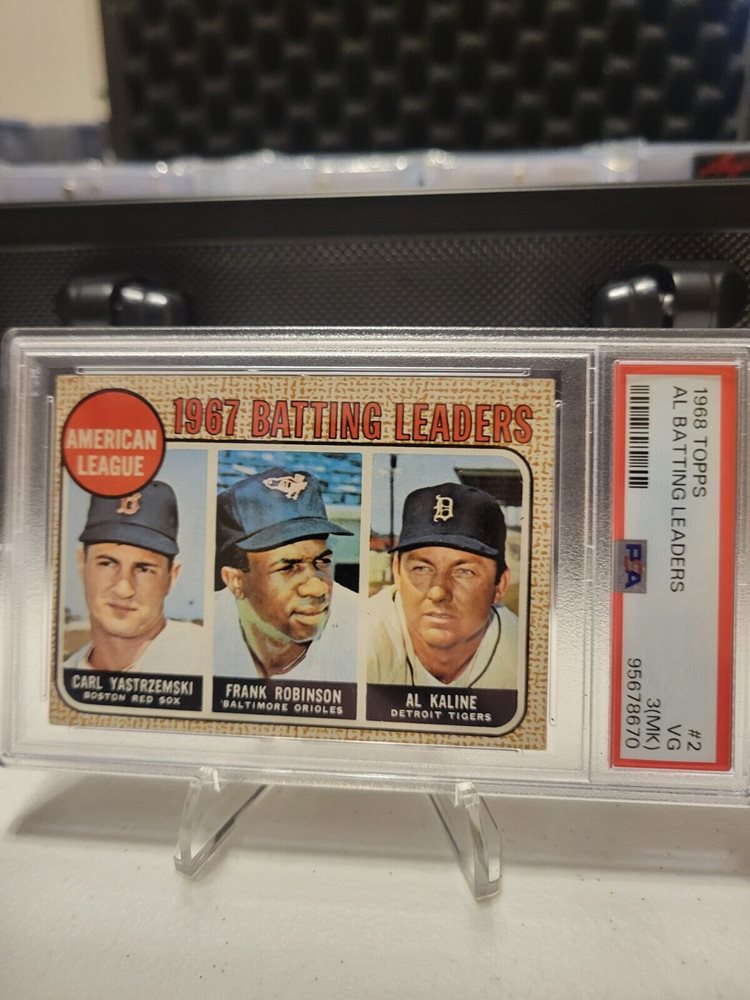 AMERICAN
LEAGUE
1967 BATTING LEADERS
B
D
CARL YASTRZEMSKI
BOSTON RED SOX
FRANK ROBINSON
BALTIMORE ORIOLES
AL KALINE
DETROIT TIGERS
1968 TOPPS
AL BATTING LEADERS
#2
VG
3(MK)
PSA
95678670